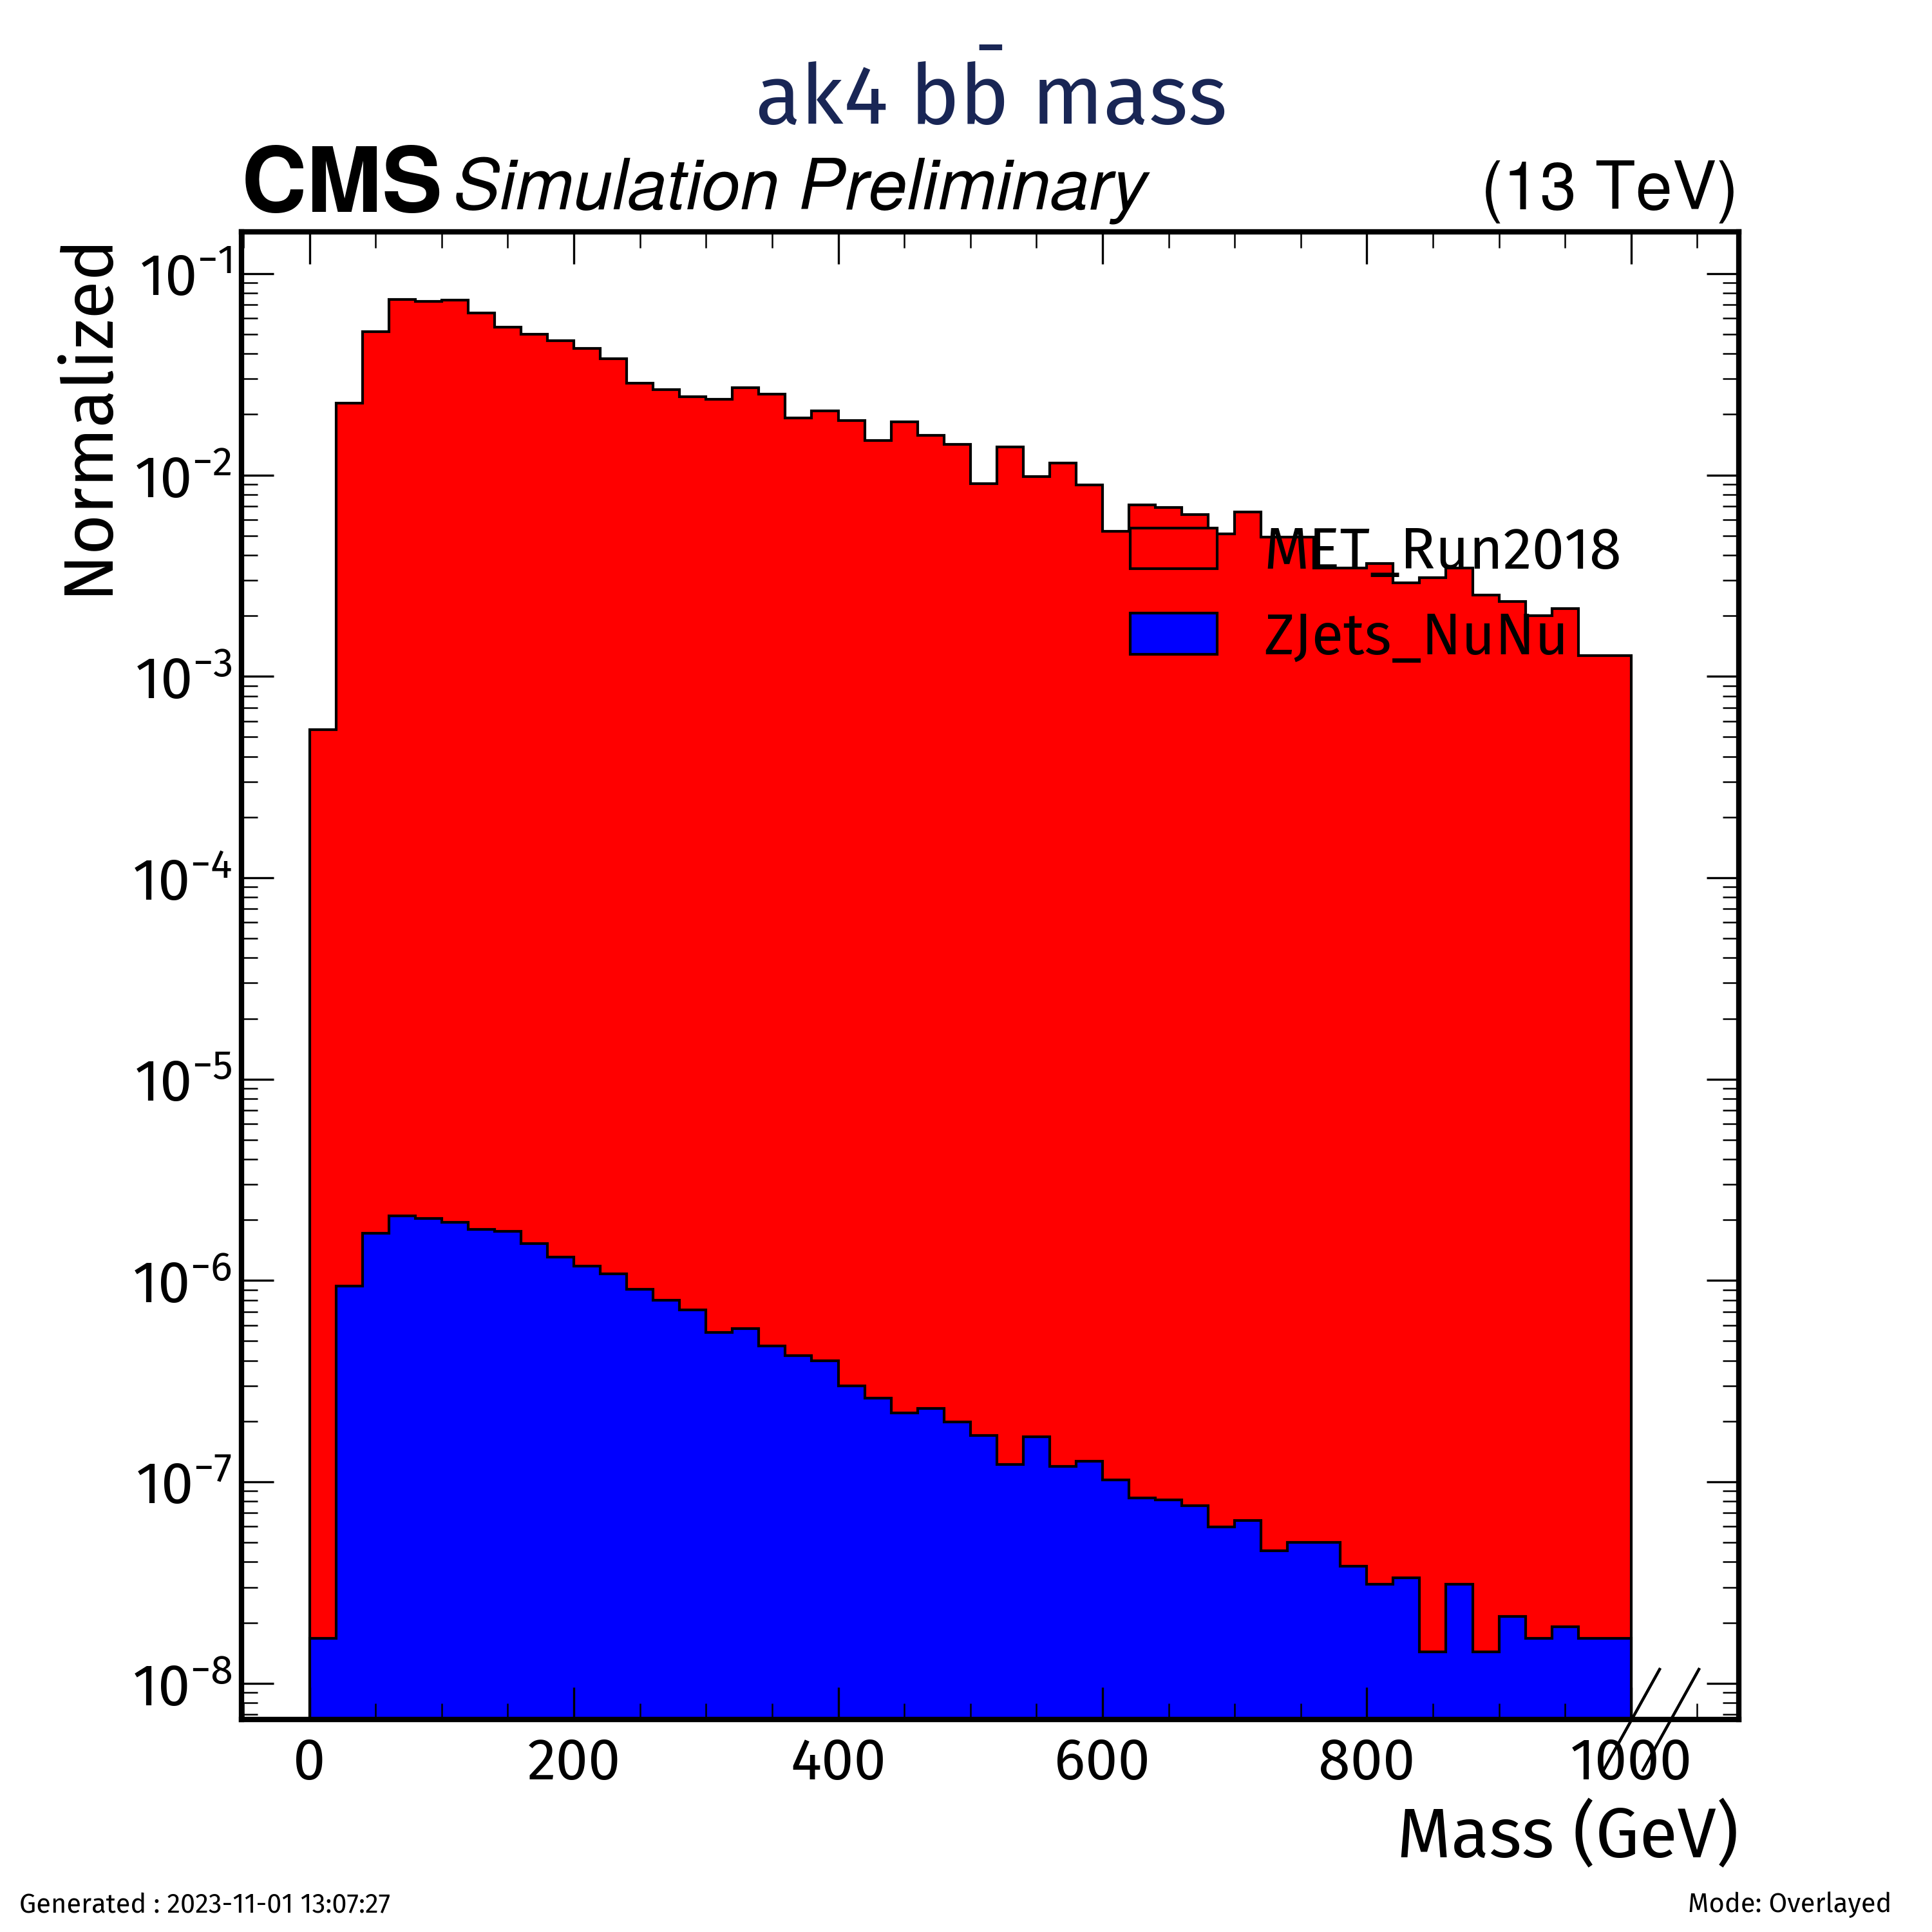 ak4 bb̄ mass
CMS Simulation Preliminary (13 TeV)
Normalized
10⁻¹
10⁻²
10⁻³
10⁻⁴
10⁻⁵
10⁻⁶
10⁻⁷
10⁻⁸
MET_Run2018
ZJets_NuNu
0 200 400 600 800 1000
Mass (GeV)
Generated : 2023-11-01 13:07:27
Mode: Overlayed